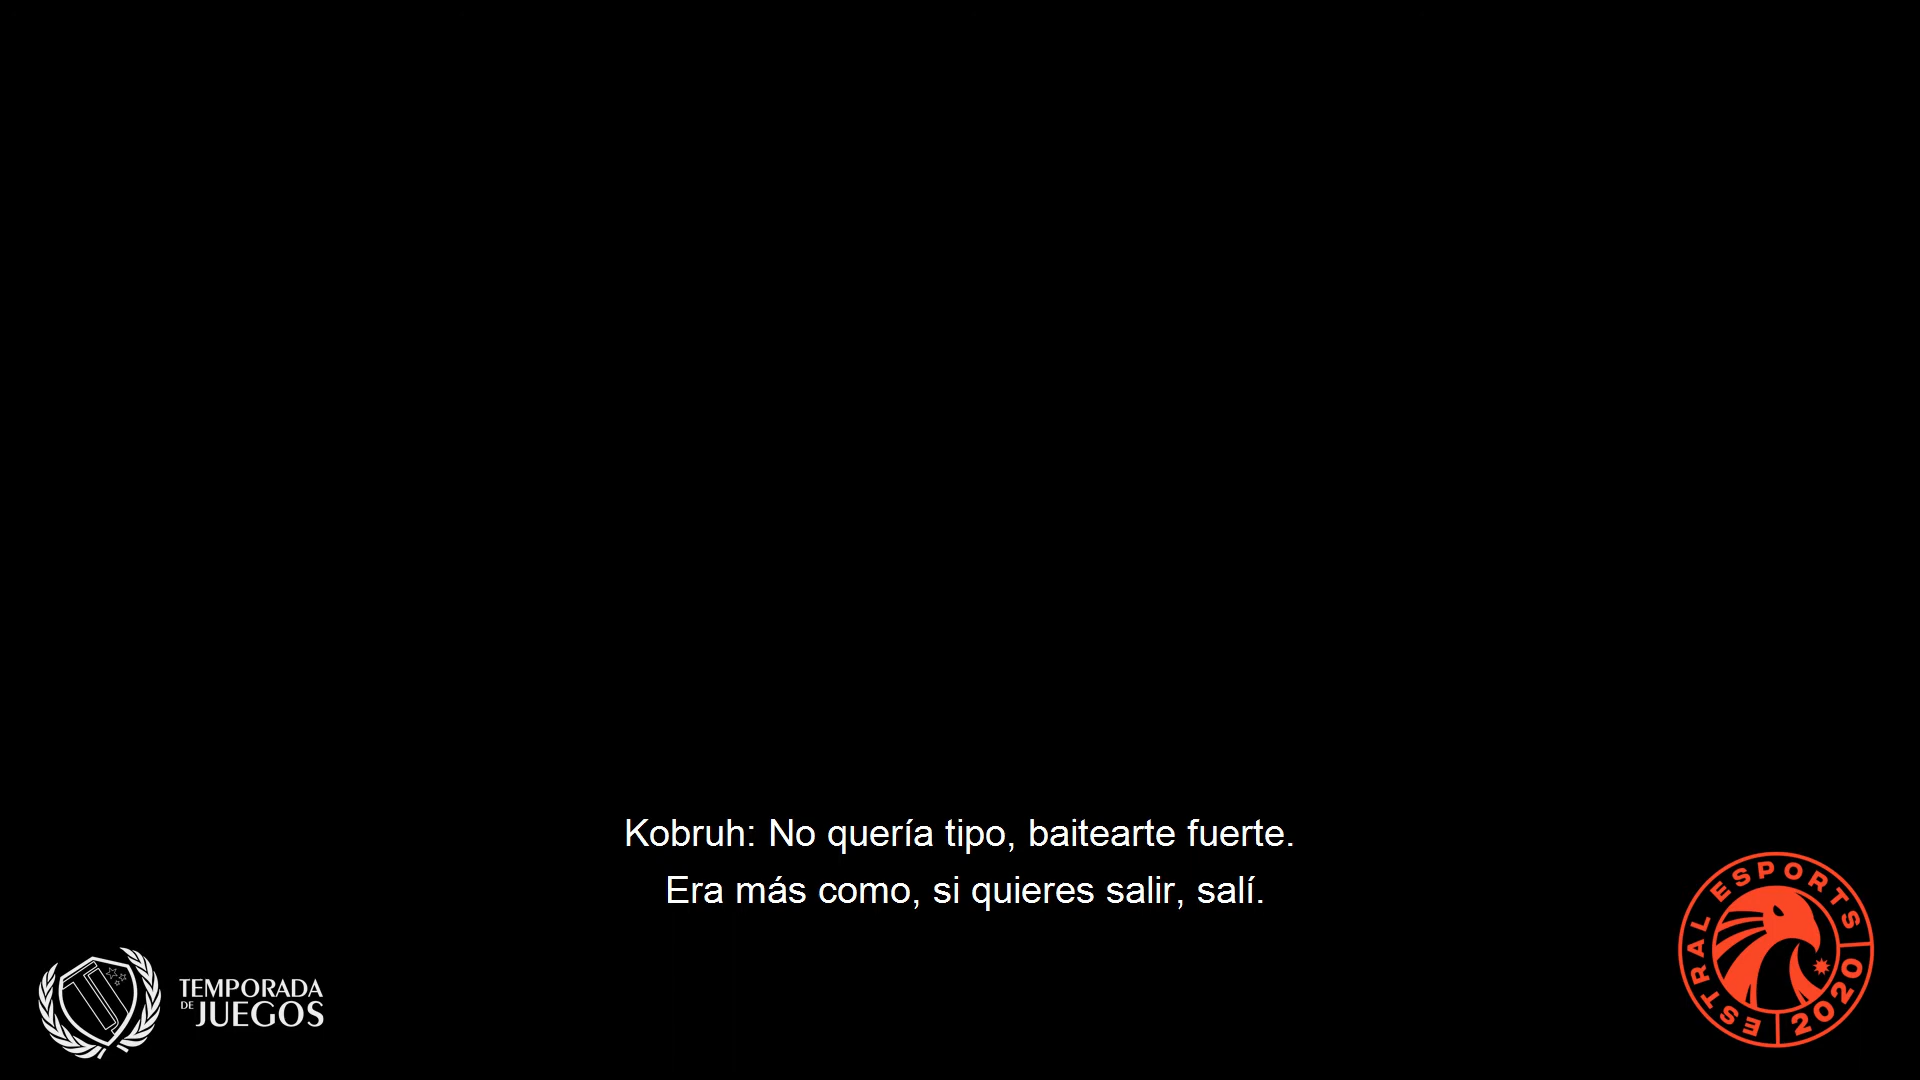 Kobruh: No quería tipo, baitearte fuerte.
Era más como, si quieres salir, salí.
TEMPORADA
DE JUEGOS
ESTRAL ESPORTS 2020